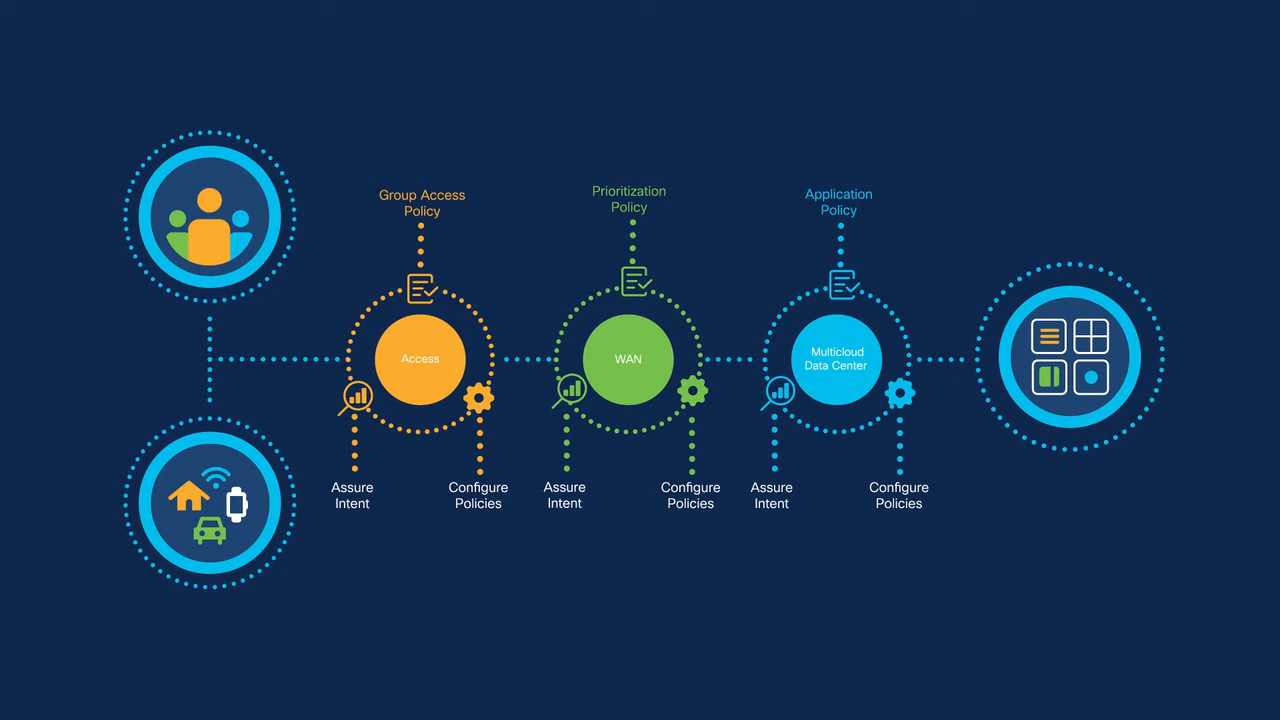 Group Access
Policy
Prioritization
Policy
Application
Policy
Access
WAN
Multicloud
Data Center
Assure
Intent
Configure
Policies
Assure
Intent
Configure
Policies
Assure
Intent
Configure
Policies